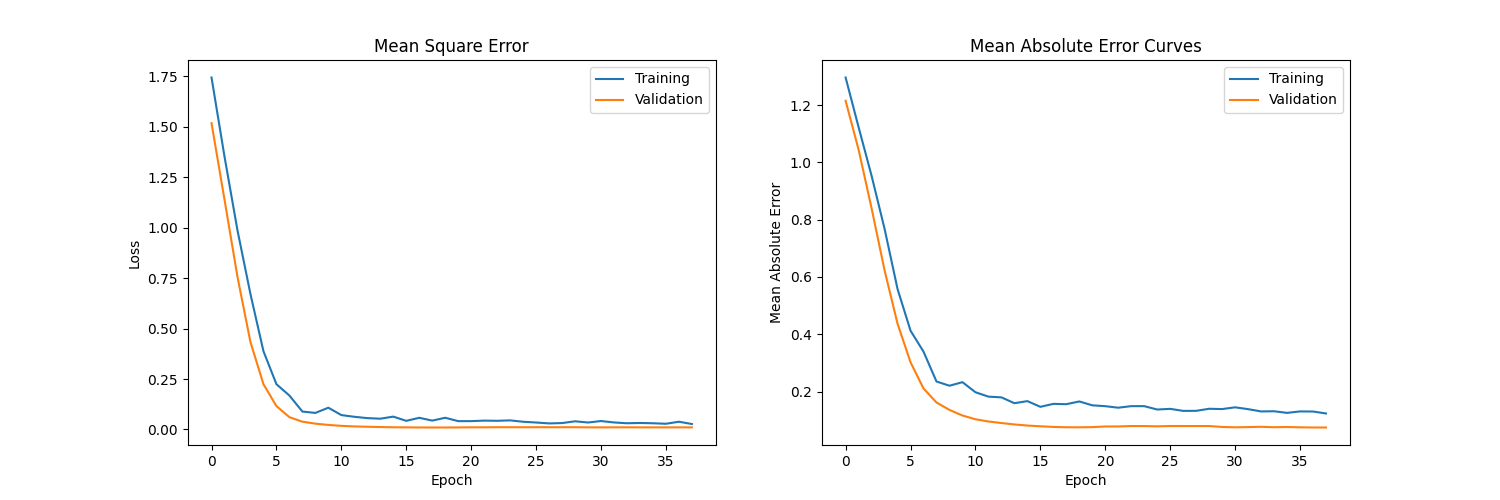 Mean Square Error
Training
Validation
1.75
1.50
1.25
1.00
0.75
0.50
0.25
0.00
Loss
0 5 10 15 20 25 30 35
Epoch
Mean Absolute Error Curves
Training
Validation
1.2
1.0
0.8
0.6
0.4
0.2
Mean Absolute Error
0 5 10 15 20 25 30 35
Epoch